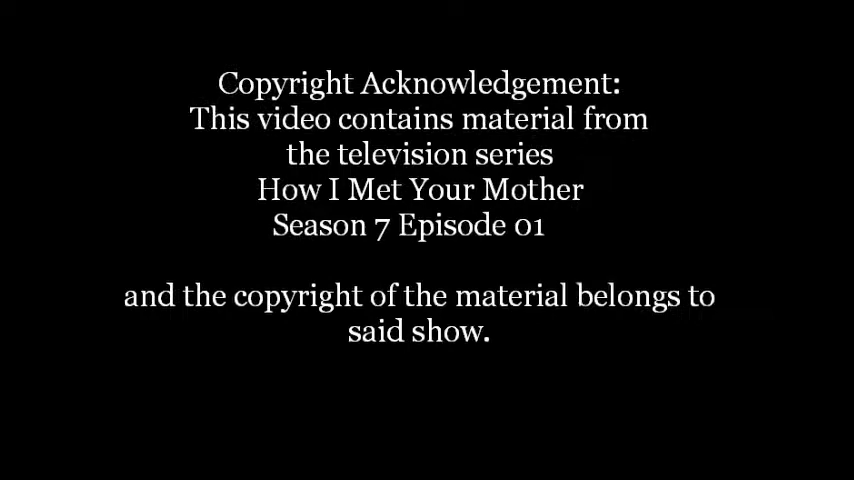 Copyright Acknowledgement:
This video contains material from
the television series
How I Met Your Mother
Season 7 Episode 01
and the copyright of the material belongs to
said show.